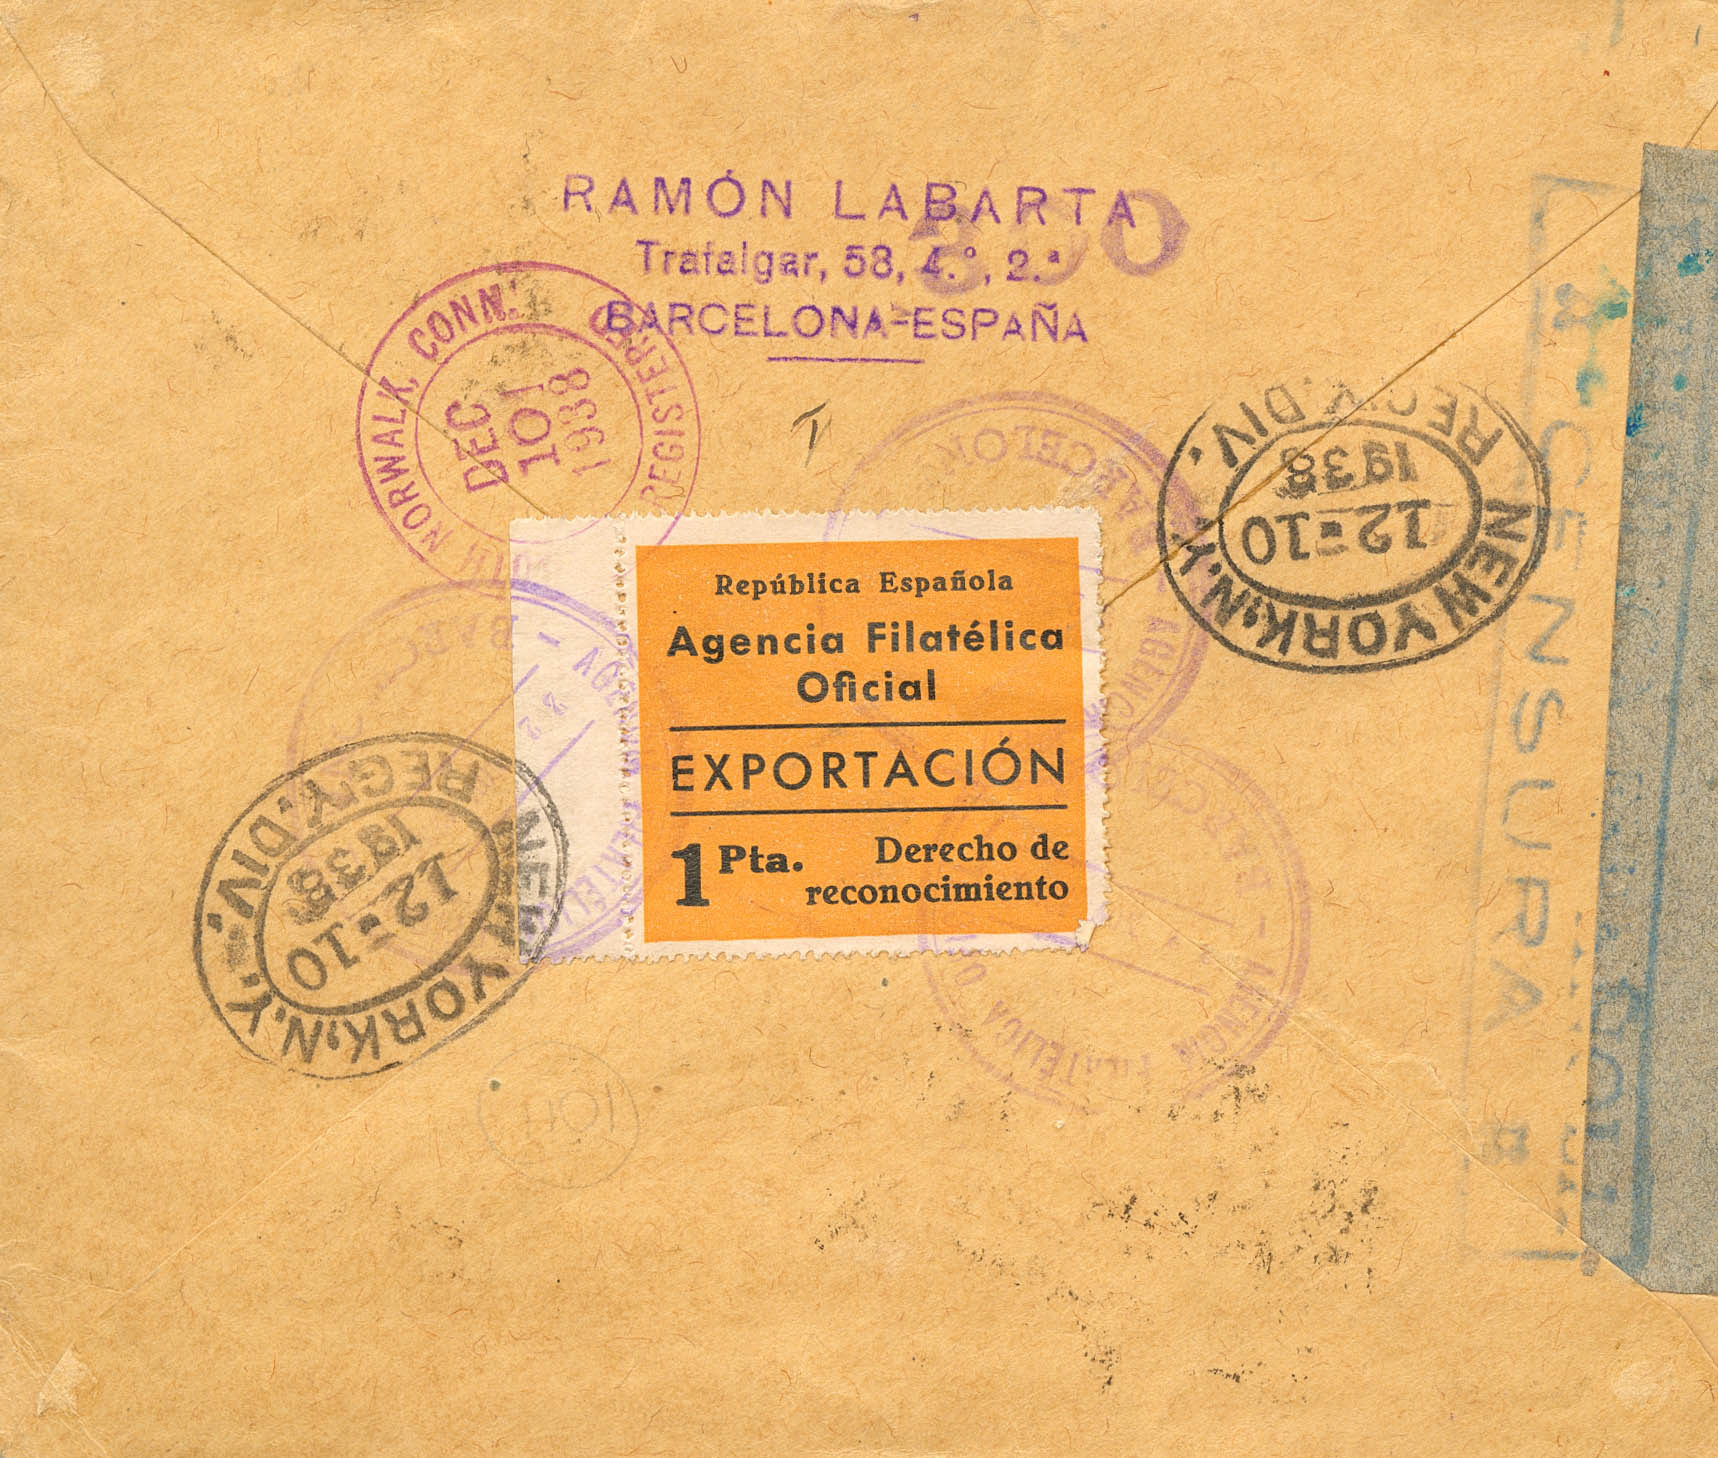 RAMÓN LABARTA
Trafalgar, 58, 4.º, 2.ª
BARCELONA=ESPAÑA
NORWALK, CONN.
REGISTERED
DEC
10
1938
República Española
Agencia Filatélica
Oficial
EXPORTACIÓN
1 Pta. Derecho de
reconocimiento
NEW YORK, N.Y.
REG'Y. DIV.
12-10
1938
NEW YORK, N.Y.
REG'Y. DIV.
12-10
1938
AGENCIA FILATÉLICA
CENSURA